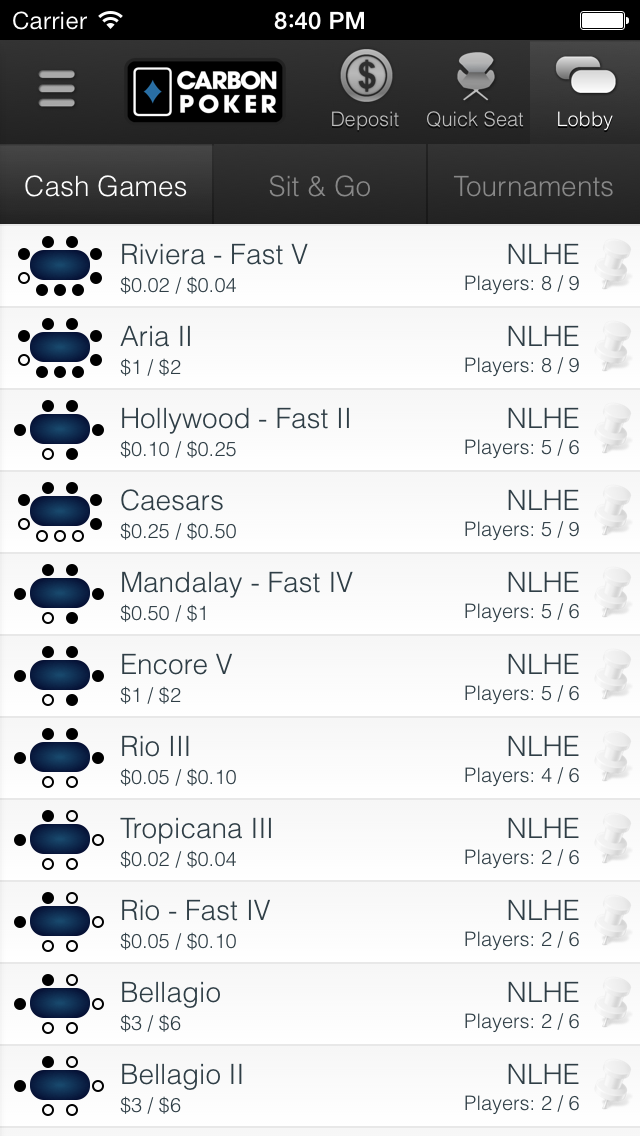 Carrier 8:40 PM
CARBON
POKER
Deposit Quick Seat Lobby
Cash Games Sit & Go Tournaments
Riviera - Fast V NLHE
$0.02 / $0.04 Players: 8 / 9
Aria II NLHE
$1 / $2 Players: 8 / 9
Hollywood - Fast II NLHE
$0.10 / $0.25 Players: 5 / 6
Caesars NLHE
$0.25 / $0.50 Players: 5 / 9
Mandalay - Fast IV NLHE
$0.50 / $1 Players: 5 / 6
Encore V NLHE
$1 / $2 Players: 5 / 6
Rio III NLHE
$0.05 / $0.10 Players: 4 / 6
Tropicana III NLHE
$0.02 / $0.04 Players: 2 / 6
Rio - Fast IV NLHE
$0.05 / $0.10 Players: 2 / 6
Bellagio NLHE
$3 / $6 Players: 2 / 6
Bellagio II NLHE
$3 / $6 Players: 2 / 6